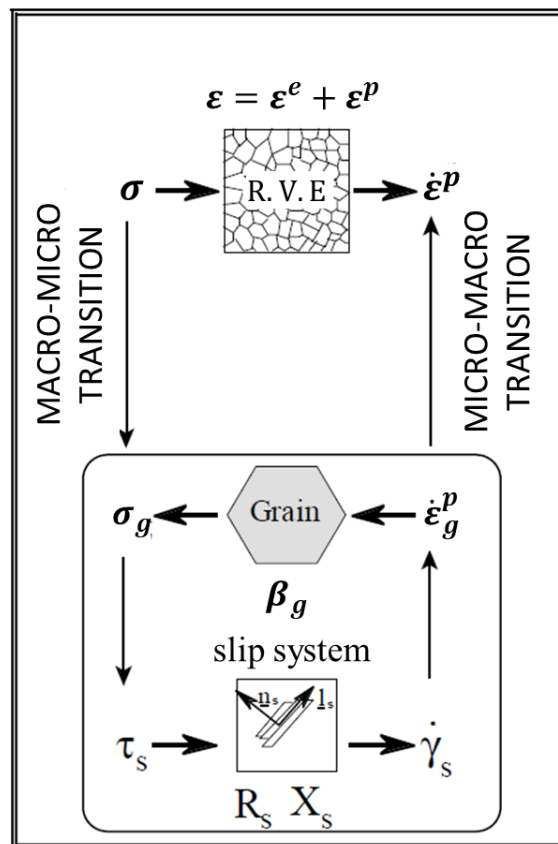 ε = εᵉ + εᵖ
σ
R. V. E
ε̇ᵖ
MACRO-MICRO
TRANSITION
MICRO-MACRO
TRANSITION
σ_g
Grain
ε̇ᵖ_g
β_g
slip system
n_s
l_s
τ_s
γ̇_s
R_s X_s